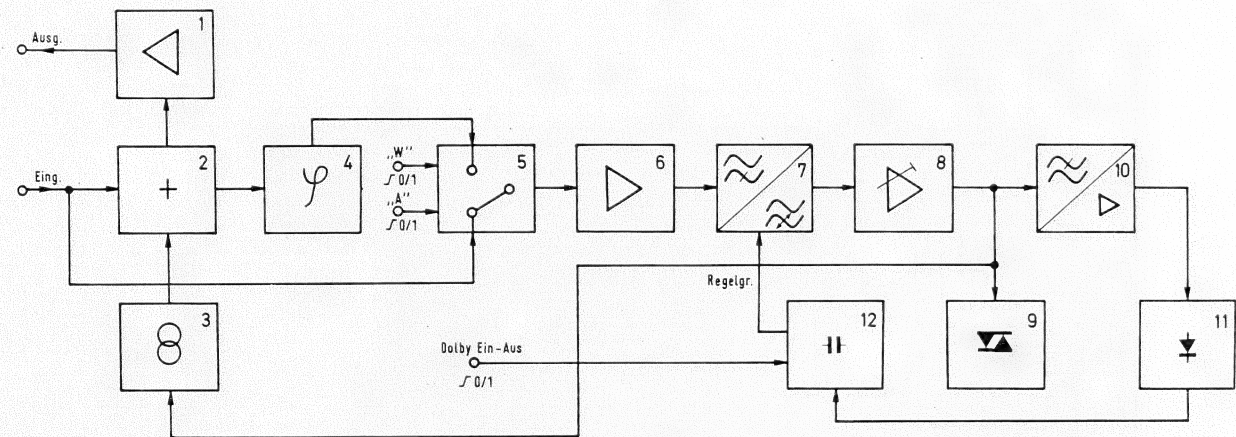 1
Ausg.
2
4
„W"
0/1
5
6
7
8
10
Eing.
„A"
0/1
Regelgr.
3
12
9
11
Dolby Ein-Aus
0/1